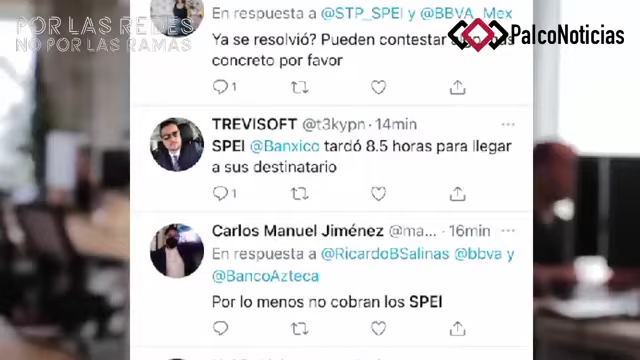 POR LAS REDES
NO POR LAS RAMAS
PalcoNoticias
En respuesta a @STP_SPEI y @BBVA_Mex
Ya se resolvió? Pueden contestar algo más
concreto por favor
1
TREVISOFT @t3kypn · 14min
SPEI @Banxico tardó 8.5 horas para llegar
a sus destinatario
1
Carlos Manuel Jiménez @ma... · 16min
En respuesta a @RicardoBSalinas @bbva y
@BancoAzteca
Por lo menos no cobran los SPEI